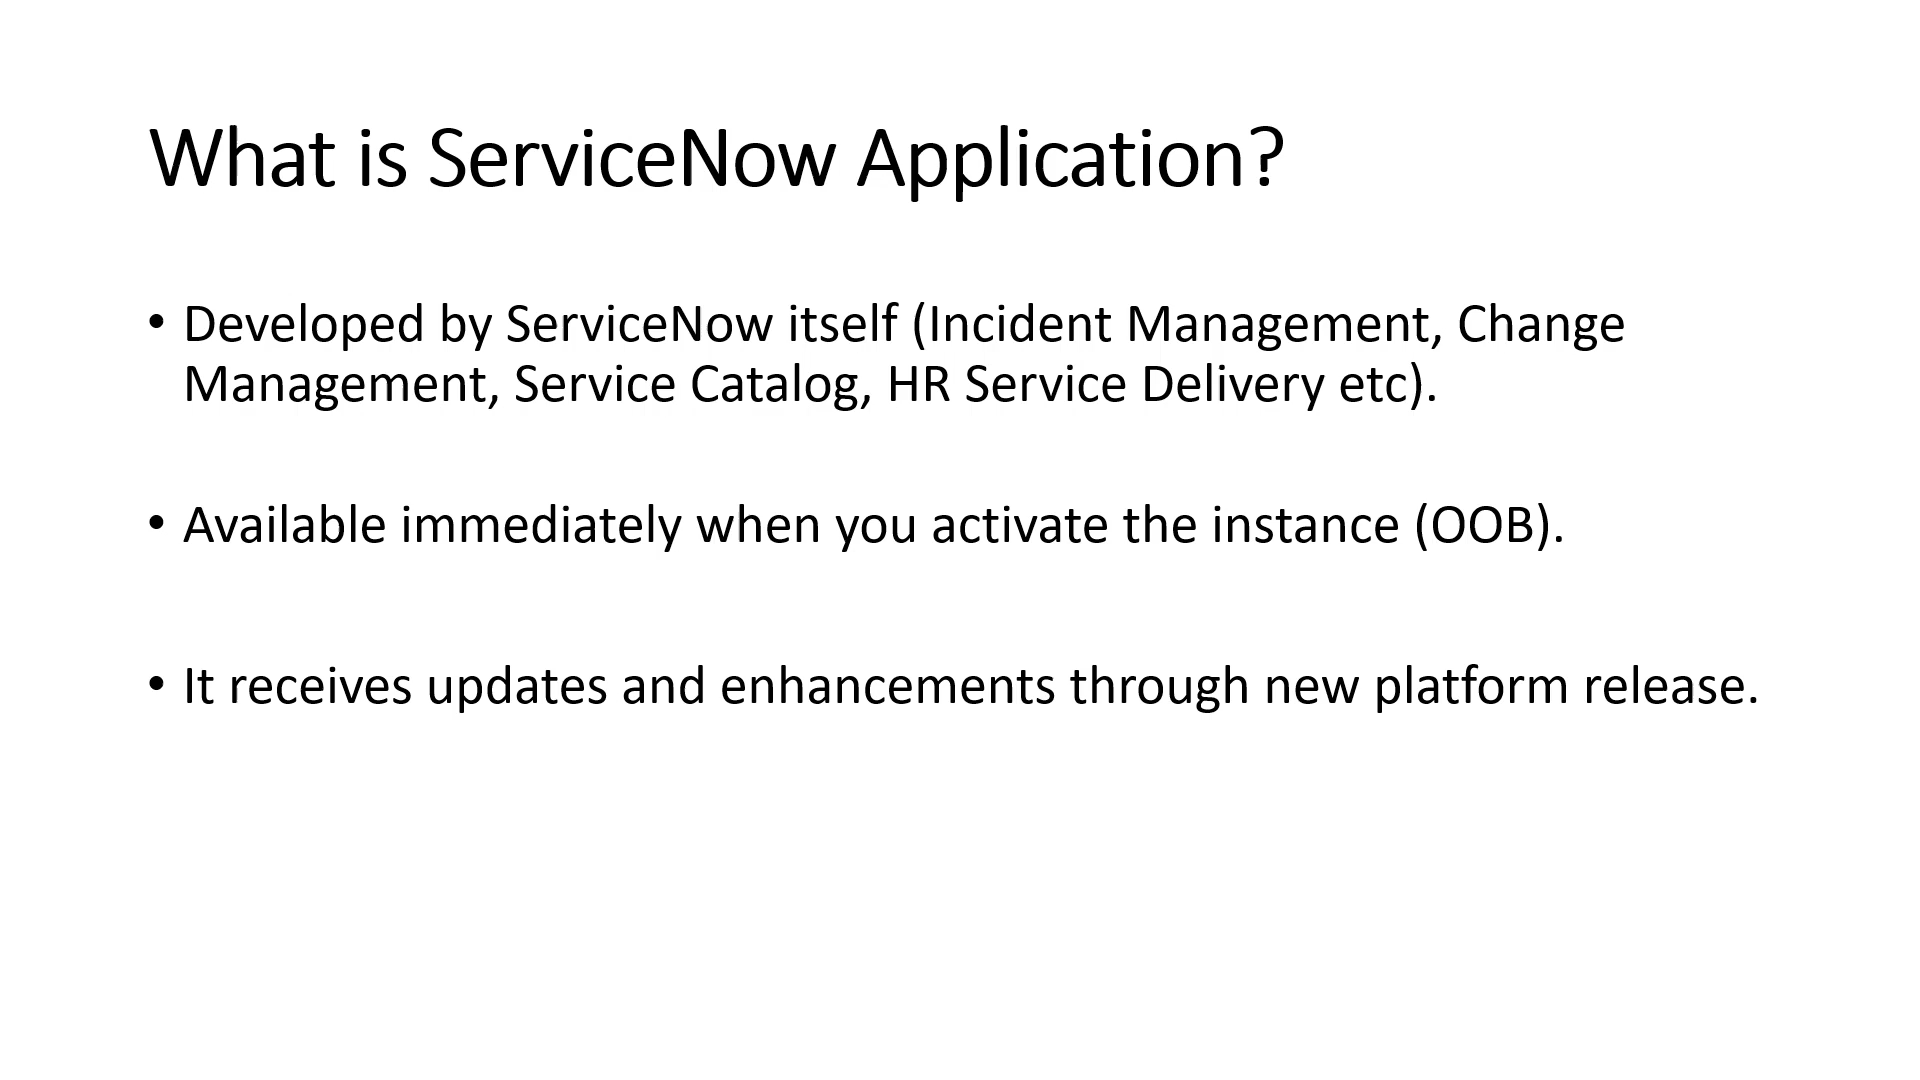 What is ServiceNow Application?
• Developed by ServiceNow itself (Incident Management, Change
Management, Service Catalog, HR Service Delivery etc).
• Available immediately when you activate the instance (OOB).
• It receives updates and enhancements through new platform release.